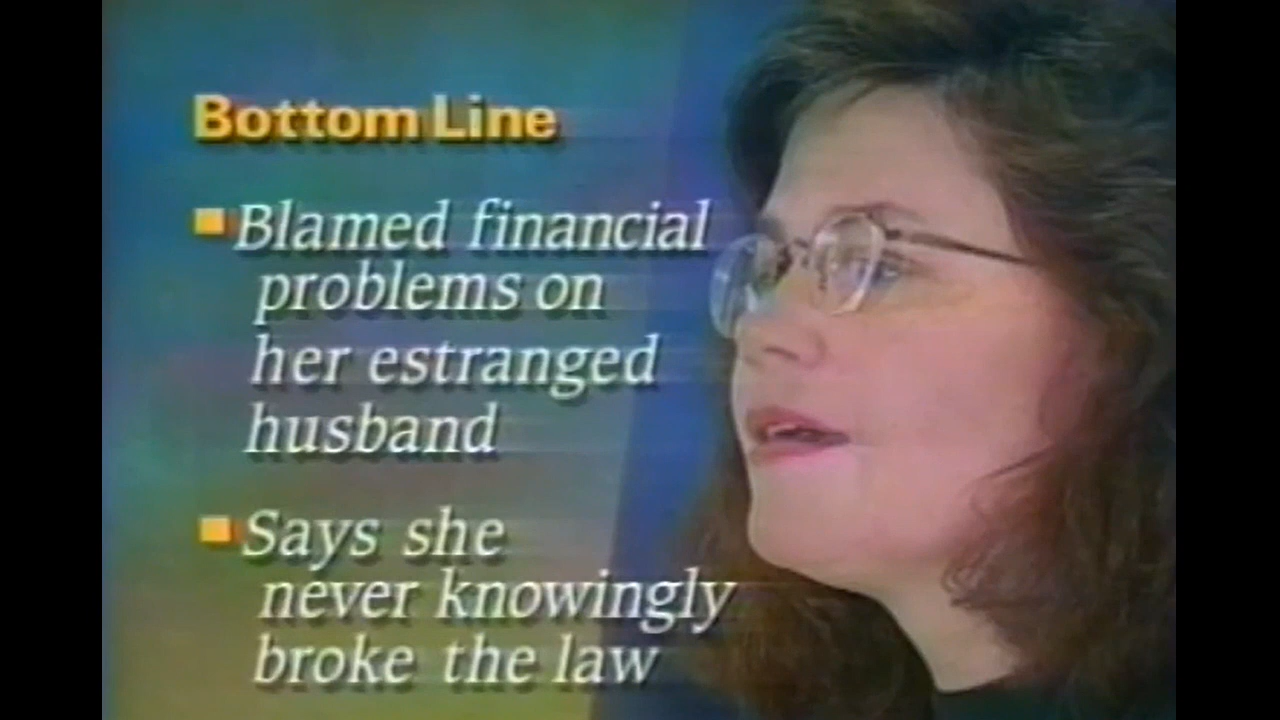 Bottom Line
Blamed financial
problems on
her estranged
husband
Says she
never knowingly
broke the law